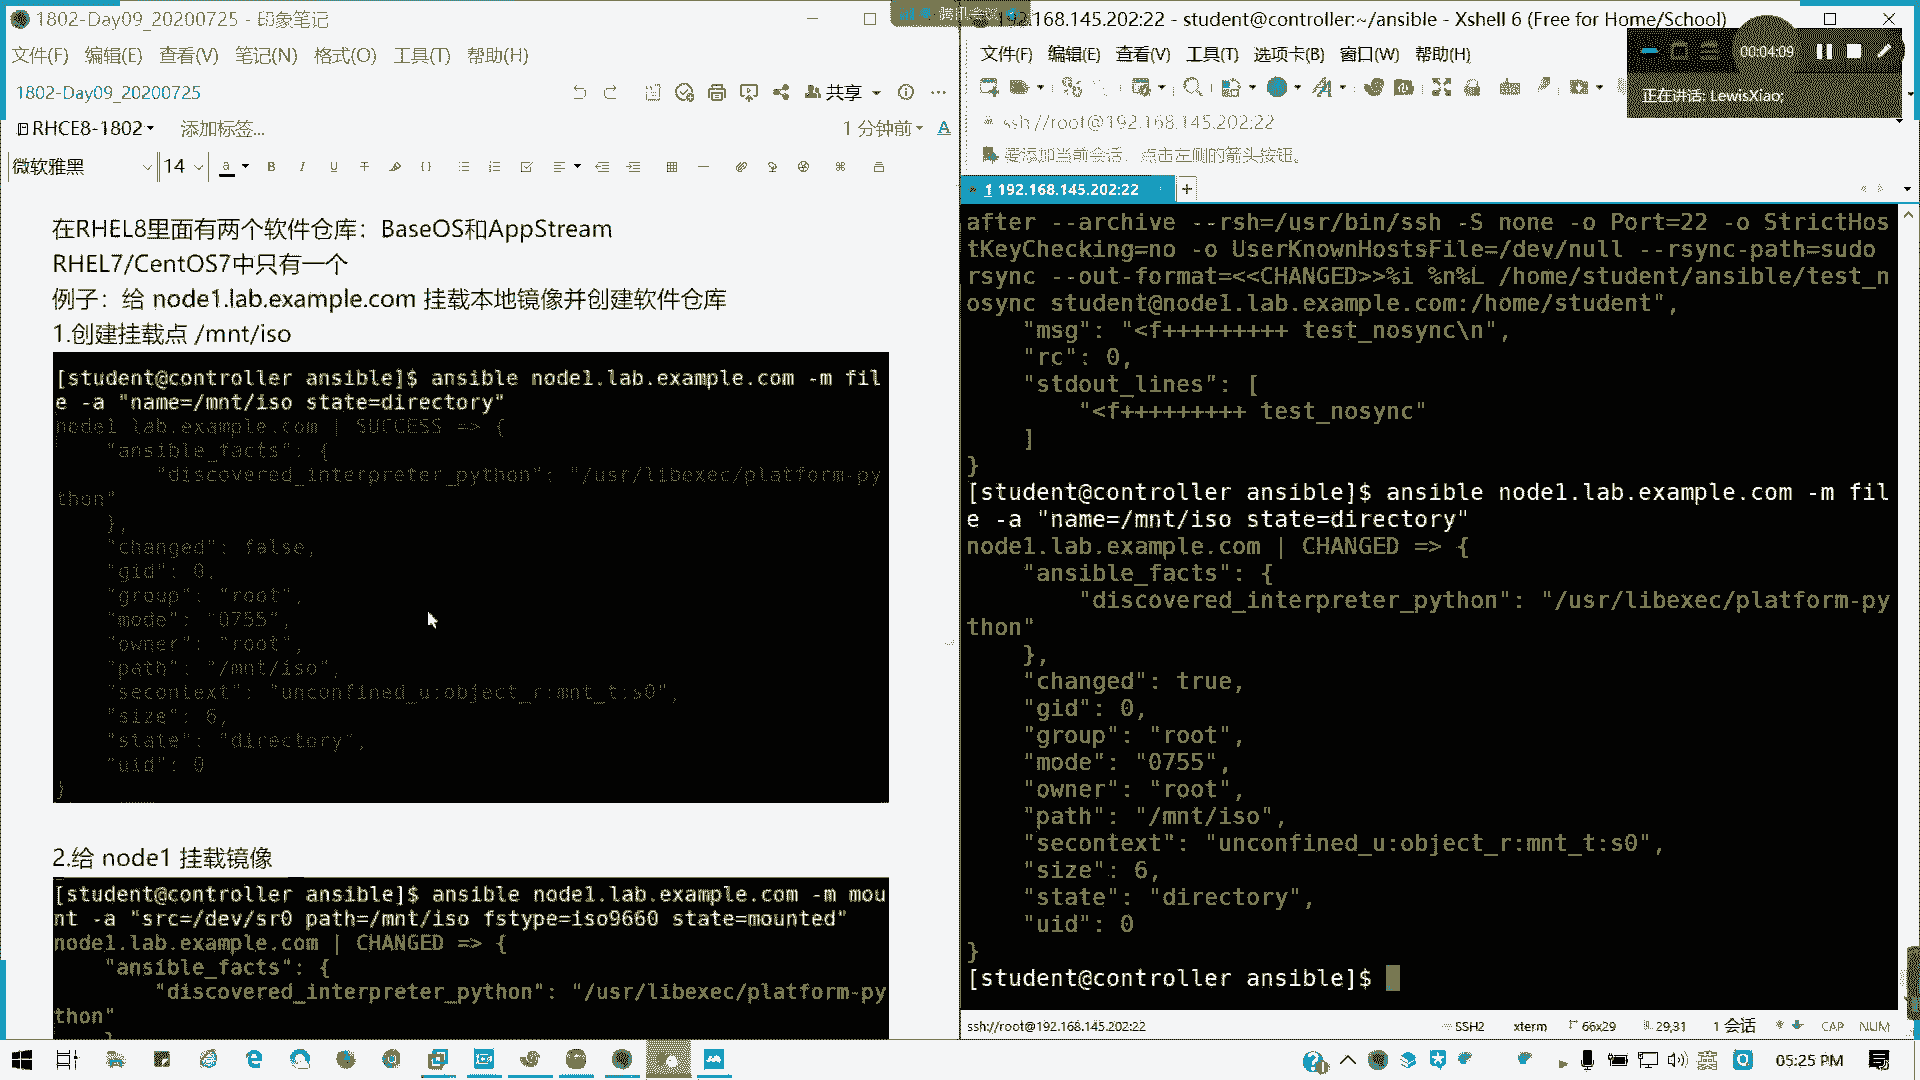 1802-Day09_20200725 - 印象笔记
文件(F) 编辑(E) 查看(V) 笔记(N) 格式(O) 工具(T) 帮助(H)
1802-Day09_20200725
共享
RHCE8-1802
添加标签...
1 分钟前
微软雅黑
14
在RHEL8里面有两个软件仓库：BaseOS和AppStream
RHEL7/CentOS7中只有一个
例子：给 node1.lab.example.com 挂载本地镜像并创建软件仓库
1.创建挂载点 /mnt/iso
[student@controller ansible]$ ansible node1.lab.example.com -m fil
e -a "name=/mnt/iso state=directory"
node1.lab.example.com | SUCCESS => {
"ansible_facts": {
"discovered_interpreter_python": "/usr/libexec/platform-py
thon"
},
"changed": false,
"gid": 0,
"group": "root",
"mode": "0755",
"owner": "root",
"path": "/mnt/iso",
"secontext": "unconfined_u:object_r:mnt_t:s0",
"size": 6,
"state": "directory",
"uid": 0
}
2.给 node1 挂载镜像
[student@controller ansible]$ ansible node1.lab.example.com -m mou
nt -a "src=/dev/sr0 path=/mnt/iso fstype=iso9660 state=mounted"
node1.lab.example.com | CHANGED => {
"ansible_facts": {
"discovered_interpreter_python": "/usr/libexec/platform-py
thon"
192.168.145.202:22 - student@controller:~/ansible - Xshell 6 (Free for Home/School)
文件(F) 编辑(E) 查看(V) 工具(T) 选项卡(B) 窗口(W) 帮助(H)
00:04:09
正在讲话: LewisXiao;
ssh://root@192.168.145.202:22
要添加当前会话，点击左侧的箭头按钮。
1 192.168.145.202:22
after --archive --rsh=/usr/bin/ssh -S none -o Port=22 -o StrictHos
tKeyChecking=no -o UserKnownHostsFile=/dev/null --rsync-path=sudo
rsync --out-format=<<CHANGED>>%i %n%L /home/student/ansible/test_n
osync student@node1.lab.example.com:/home/student",
"msg": "<f+++++++++ test_nosync\n",
"rc": 0,
"stdout_lines": [
"<f+++++++++ test_nosync"
]
}
[student@controller ansible]$ ansible node1.lab.example.com -m fil
e -a "name=/mnt/iso state=directory"
node1.lab.example.com | CHANGED => {
"ansible_facts": {
"discovered_interpreter_python": "/usr/libexec/platform-py
thon"
},
"changed": true,
"gid": 0,
"group": "root",
"mode": "0755",
"owner": "root",
"path": "/mnt/iso",
"secontext": "unconfined_u:object_r:mnt_t:s0",
"size": 6,
"state": "directory",
"uid": 0
}
[student@controller ansible]$
ssh://root@192.168.145.202:22
SSH2
xterm
66x29
29,31
1 会话
CAP NUM
05:25 PM